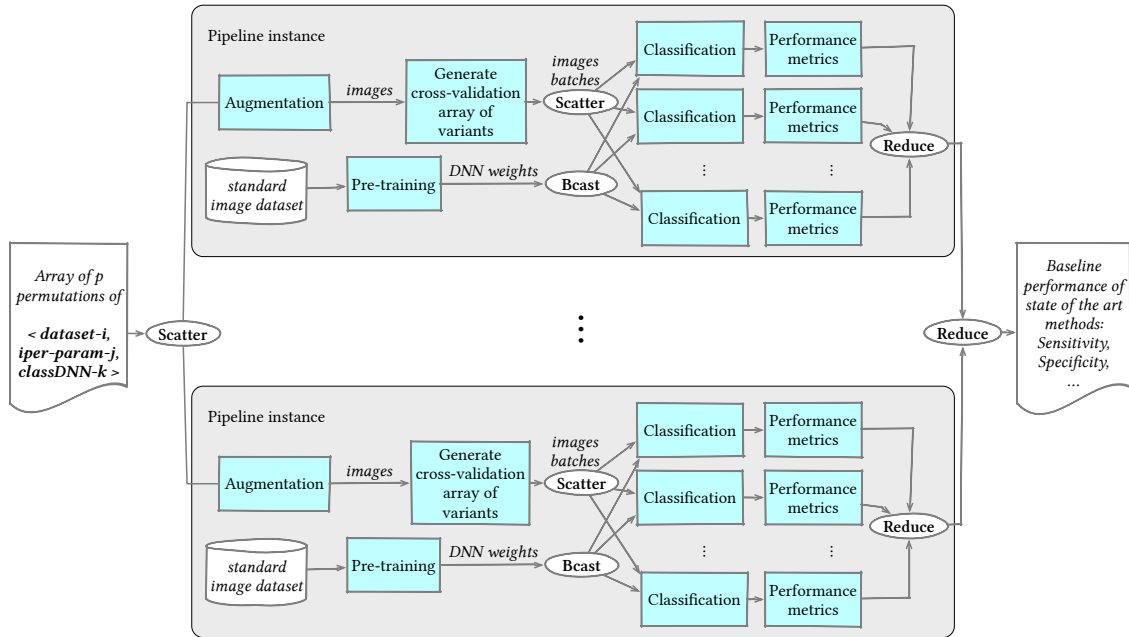 Pipeline instance
Augmentation
images
Generate
cross-validation
array of
variants
images
batches
Scatter
Classification
Performance
metrics
Classification
Performance
metrics
...
...
Classification
Performance
metrics
Reduce
standard
image dataset
Pre-training
DNN weights
Bcast
Array of p
permutations of
< dataset-i,
iper-param-j,
classDNN-k >
Scatter
...
Reduce
Baseline
performance of
state of the art
methods:
Sensitivity,
Specificity,
...
Pipeline instance
Augmentation
images
Generate
cross-validation
array of
variants
images
batches
Scatter
Classification
Performance
metrics
Classification
Performance
metrics
...
...
Classification
Performance
metrics
Reduce
standard
image dataset
Pre-training
DNN weights
Bcast